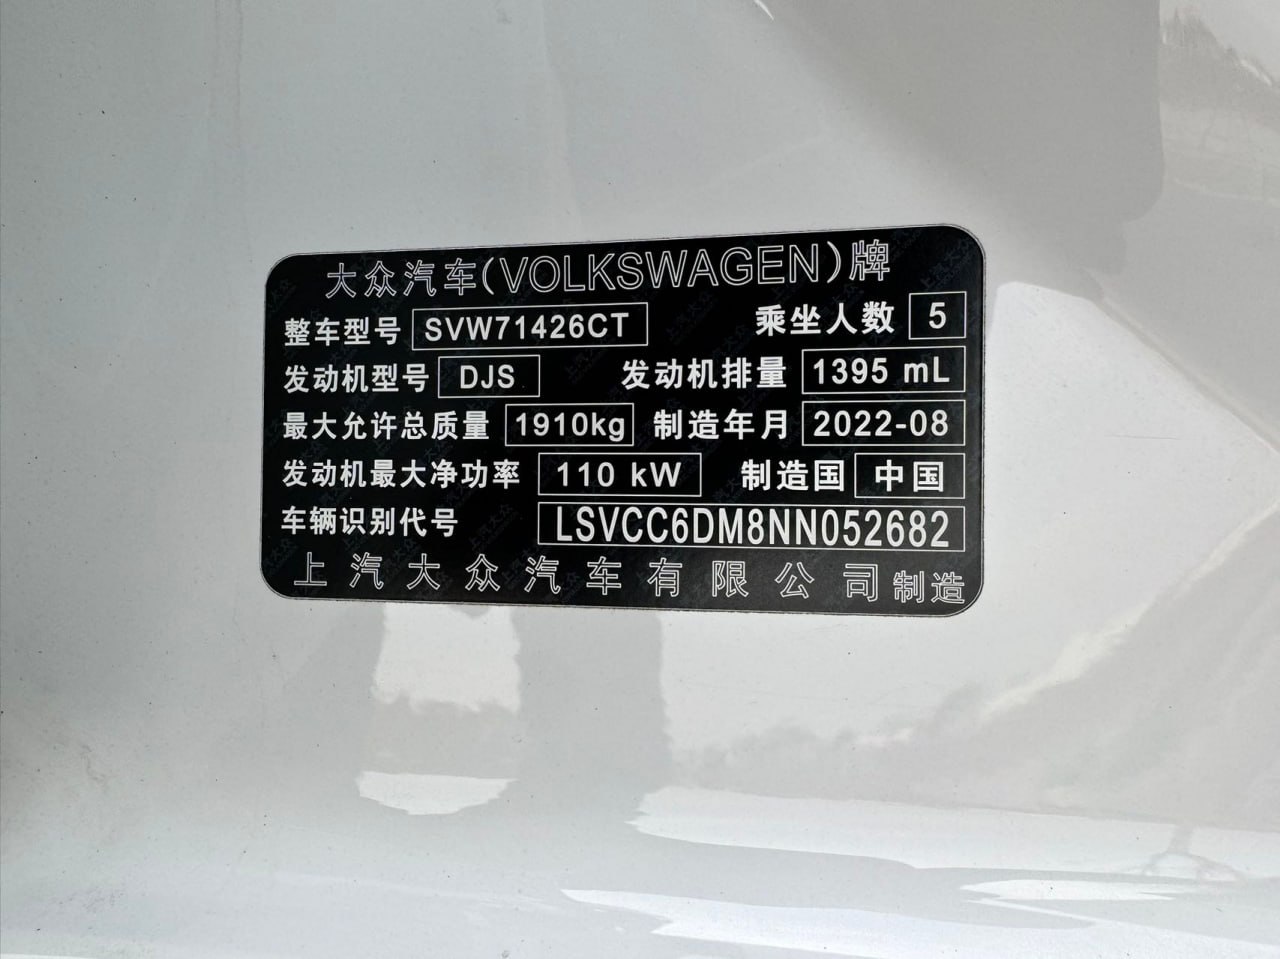 大众汽车(VOLKSWAGEN)牌
整车型号 SVW71426CT 乘坐人数 5
发动机型号 DJS 发动机排量 1395 mL
最大允许总质量 1910kg 制造年月 2022-08
发动机最大净功率 110 kW 制造国 中国
车辆识别代号 LSVCC6DM8NN052682
上汽大众汽车有限公司制造